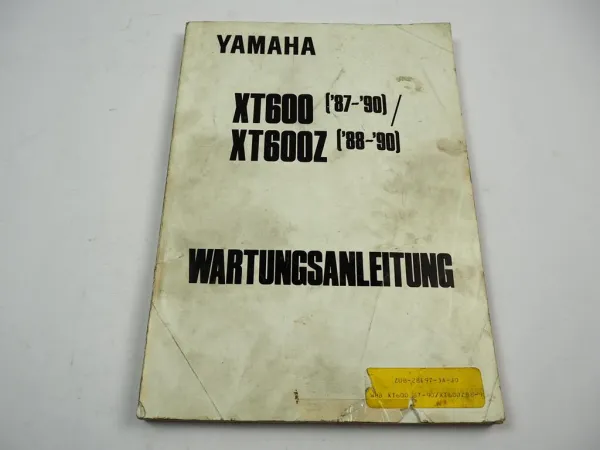 YAMAHA
XT600 ('87~'90) /
XT600Z ('88~'90)
WARTUNGSANLEITUNG